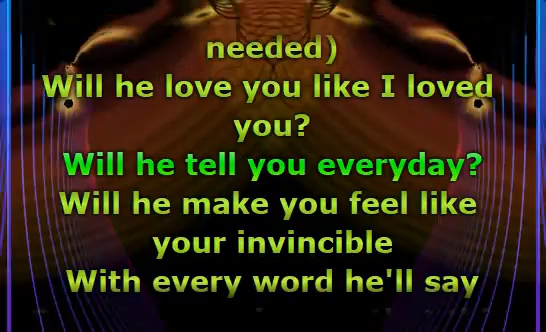 needed)
Will he love you like I loved
you?
Will he tell you everyday?
Will he make you feel like
your invincible
With every word he'll say